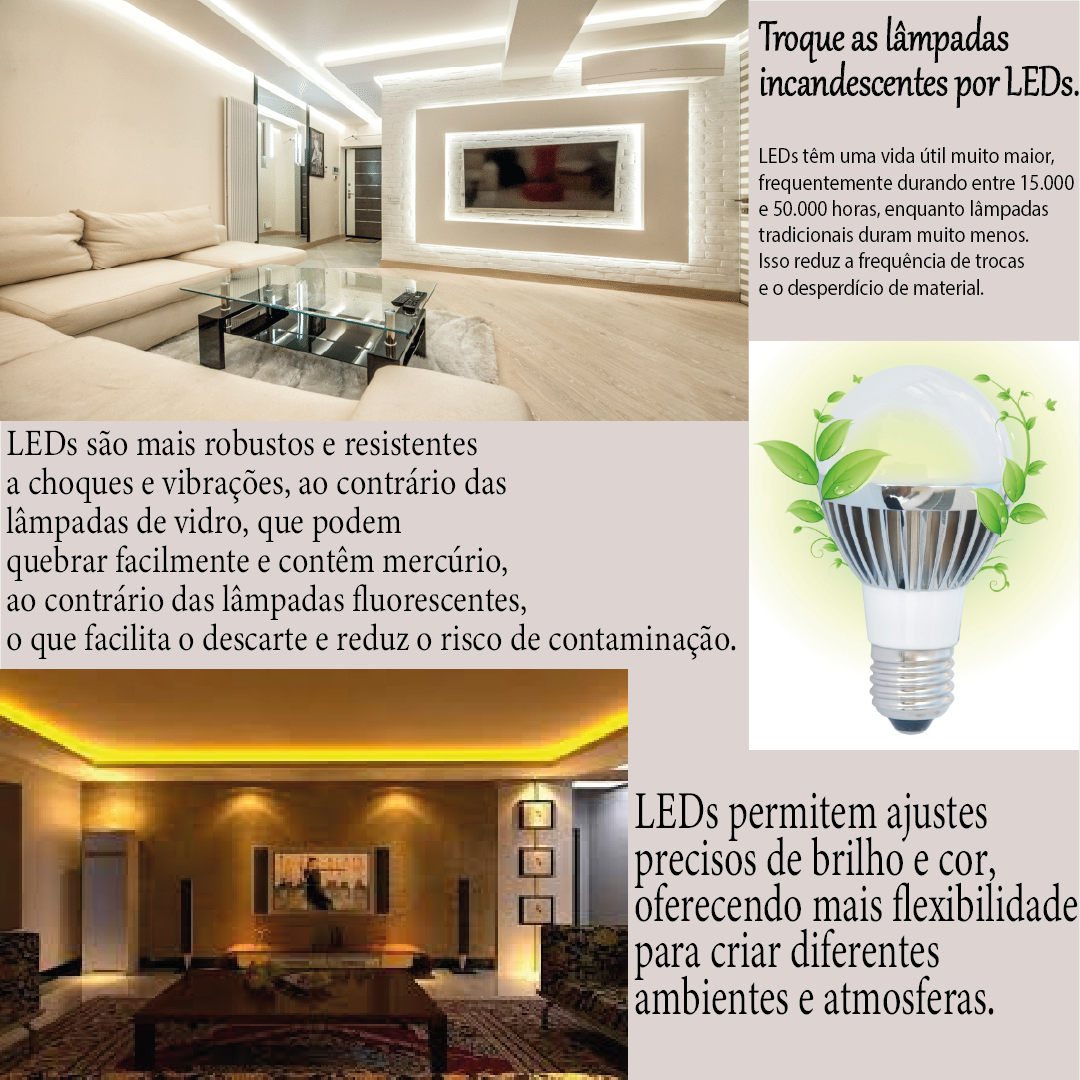 Troque as lâmpadas
incandescentes por LEDs.
LEDs têm uma vida útil muito maior,
frequentemente durando entre 15.000
e 50.000 horas, enquanto lâmpadas
tradicionais duram muito menos.
Isso reduz a frequência de trocas
e o desperdício de material.
LEDs são mais robustos e resistentes
a choques e vibrações, ao contrário das
lâmpadas de vidro, que podem
quebrar facilmente e contêm mercúrio,
ao contrário das lâmpadas fluorescentes,
o que facilita o descarte e reduz o risco de contaminação.
LEDs permitem ajustes
precisos de brilho e cor,
oferecendo mais flexibilidade
para criar diferentes
ambientes e atmosferas.